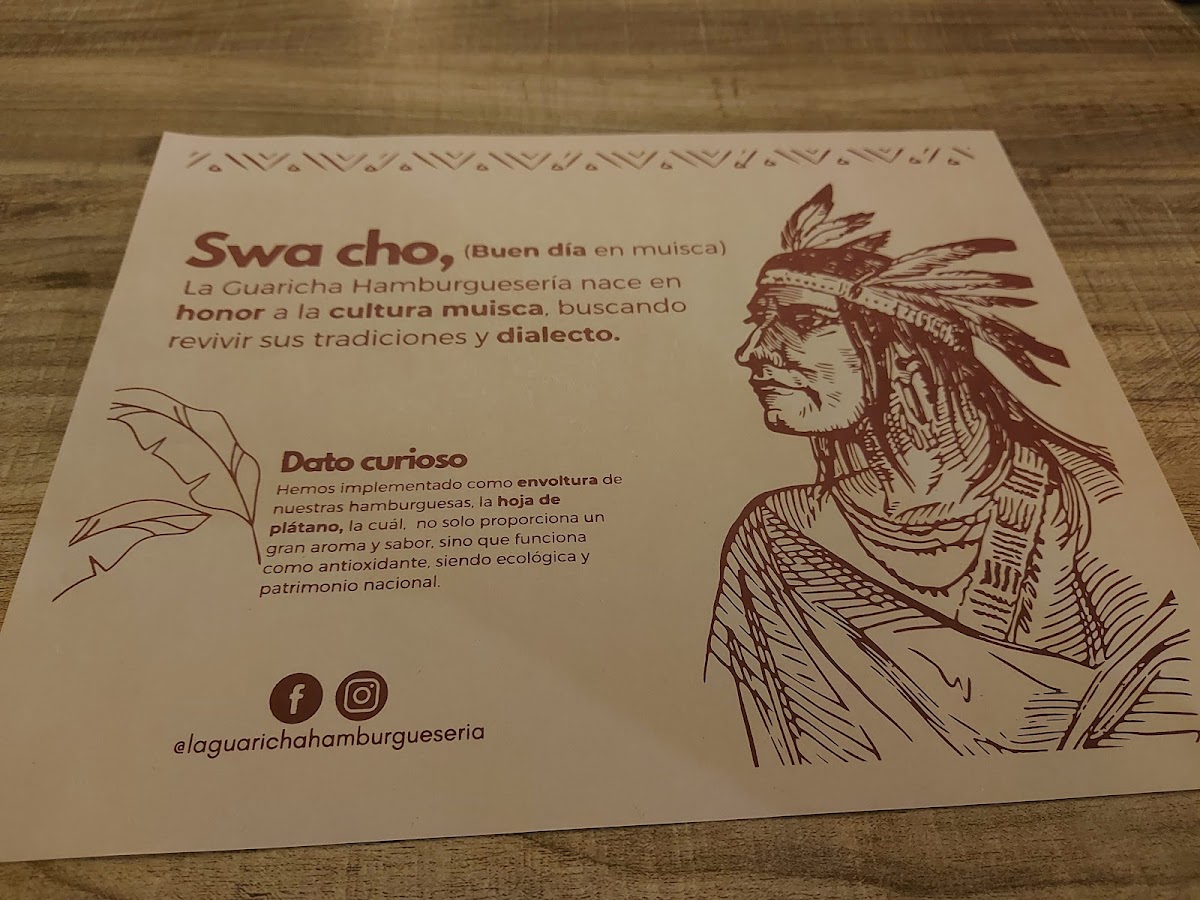 Swa cho, (Buen día en muisca)
La Guaricha Hamburguesería nace en
honor a la cultura muisca, buscando
revivir sus tradiciones y dialecto.
Dato curioso
Hemos implementado como envoltura de
nuestras hamburguesas, la hoja de
plátano, la cuál, no solo proporciona un
gran aroma y sabor, sino que funciona
como antioxidante, siendo ecológica y
patrimonio nacional.
@laguarichahamburgueseria